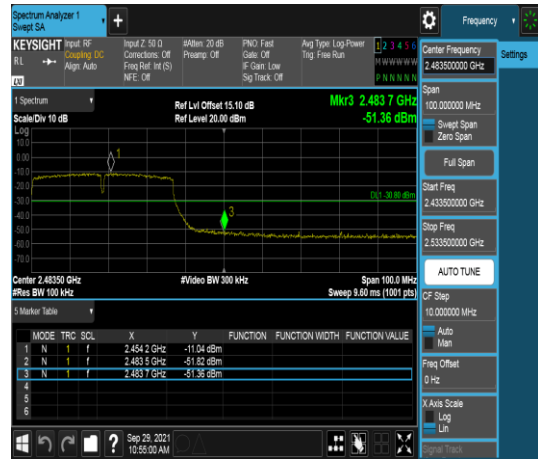 Spectrum Analyzer 1
Swept SA
+
Frequency
KEYSIGHT
RL
LXI
Input: RF
Coupling: DC
Align: Auto
Input Z: 50 Ω
Corrections: Off
Freq Ref: Int (S)
NFE: Off
#Atten: 20 dB
Preamp: Off
PNO: Fast
Gate: Off
IF Gain: Low
Sig Track: Off
Avg Type: Log-Power
Trig: Free Run
1 2 3 4 5 6
M W W W W W
P N N N N N
1 Spectrum
Scale/Div 10 dB
Ref Lvl Offset 15.10 dB
Ref Level 20.00 dBm
Mkr3 2.483 7 GHz
-51.36 dBm
Log
10.0
0.00
-10.0
-20.0
-30.0
-40.0
-50.0
-60.0
-70.0
1
3
DL1 -30.80 dBm
Center 2.48350 GHz
#Res BW 100 kHz
#Video BW 300 kHz
Span 100.0 MHz
Sweep 9.60 ms (1001 pts)
5 Marker Table
MODE TRC SCL X Y FUNCTION FUNCTION WIDTH FUNCTION VALUE
1 N 1 f 2.454 2 GHz -11.04 dBm
2 N 1 f 2.483 5 GHz -51.82 dBm
3 N 1 f 2.483 7 GHz -51.36 dBm
4
5
6
?
Sep 29, 2021
10:55:00 AM
Center Frequency
2.483500000 GHz
Settings
Span
100.000000 MHz
Swept Span
Zero Span
Full Span
Start Freq
2.433500000 GHz
Stop Freq
2.533500000 GHz
AUTO TUNE
CF Step
10.000000 MHz
Auto
Man
Freq Offset
0 Hz
X Axis Scale
Log
Lin
Signal Track